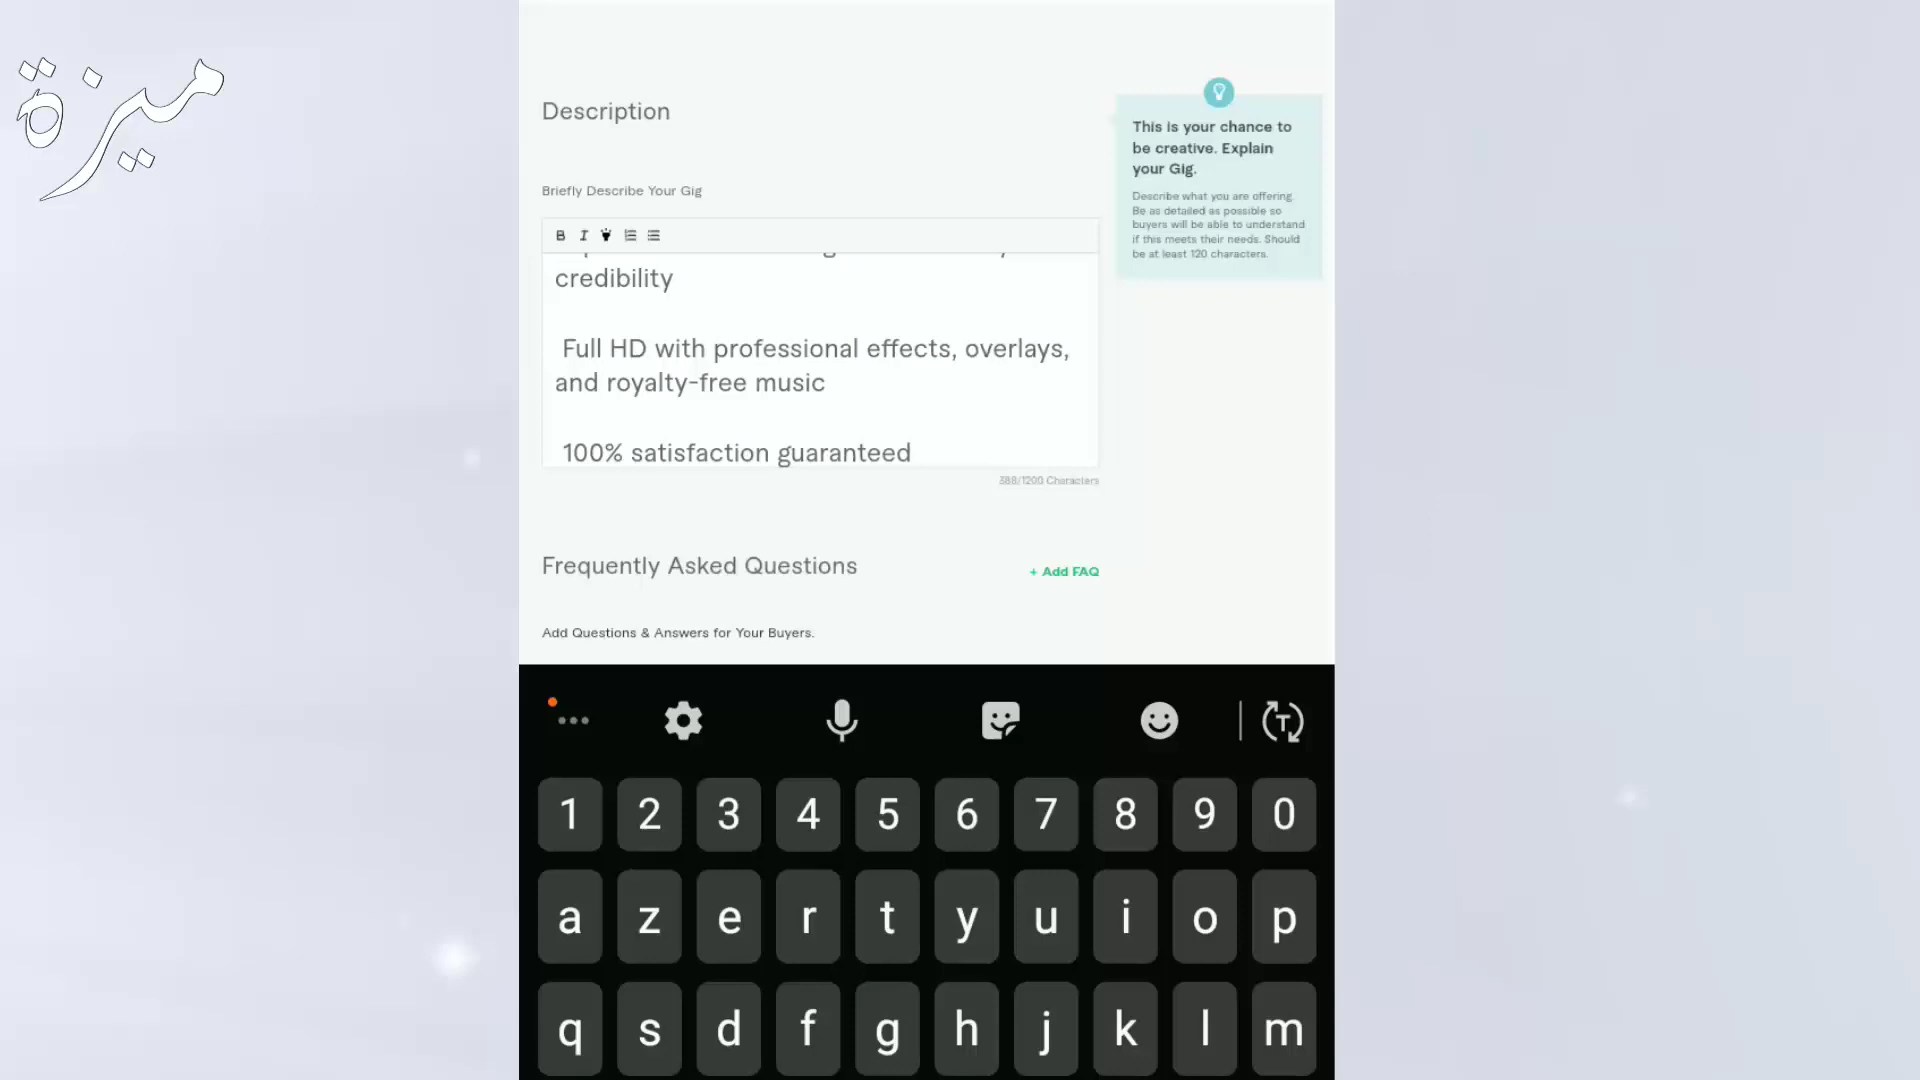 ميزة
Description
This is your chance to
be creative. Explain
your Gig.
Describe what you are offering.
Be as detailed as possible so
buyers will be able to understand
if this meets their needs. Should
be at least 120 characters.
Briefly Describe Your Gig
B I
credibility
Full HD with professional effects, overlays,
and royalty-free music
100% satisfaction guaranteed
388/1200 Characters
Frequently Asked Questions
+ Add FAQ
Add Questions & Answers for Your Buyers.
T
1 2 3 4 5 6 7 8 9 0
a z e r t y u i o p
q s d f g h j k l m